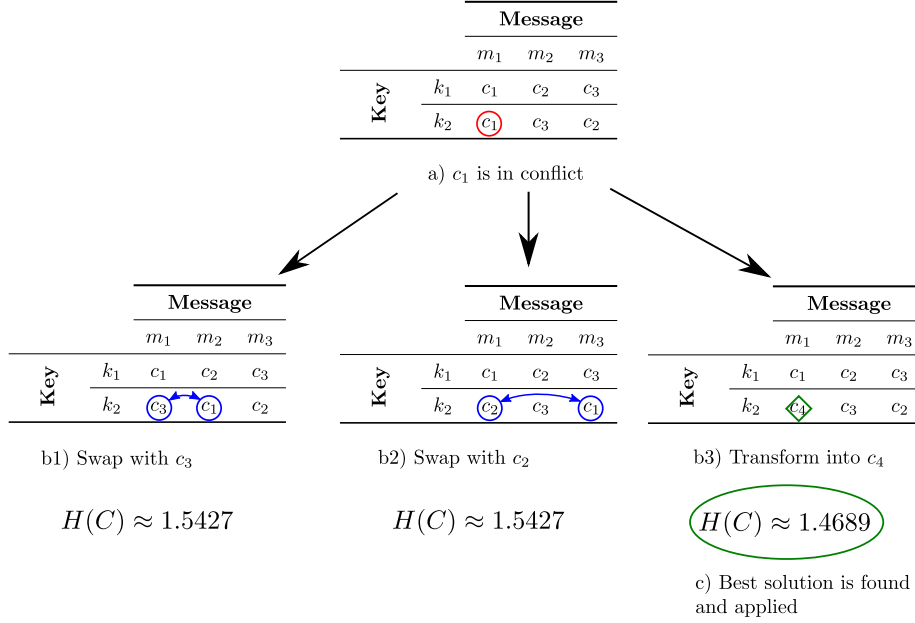 Message
m₁ m₂ m₃
Key
k₁ c₁ c₂ c₃
k₂ c₁ c₃ c₂
a) c₁ is in conflict
Message
m₁ m₂ m₃
Key
k₁ c₁ c₂ c₃
k₂ c₃ c₁ c₂
b1) Swap with c₃
H(C) ≈ 1.5427
Message
m₁ m₂ m₃
Key
k₁ c₁ c₂ c₃
k₂ c₂ c₃ c₁
b2) Swap with c₂
H(C) ≈ 1.5427
Message
m₁ m₂ m₃
Key
k₁ c₁ c₂ c₃
k₂ c₄ c₃ c₂
b3) Transform into c₄
H(C) ≈ 1.4689
c) Best solution is found
and applied